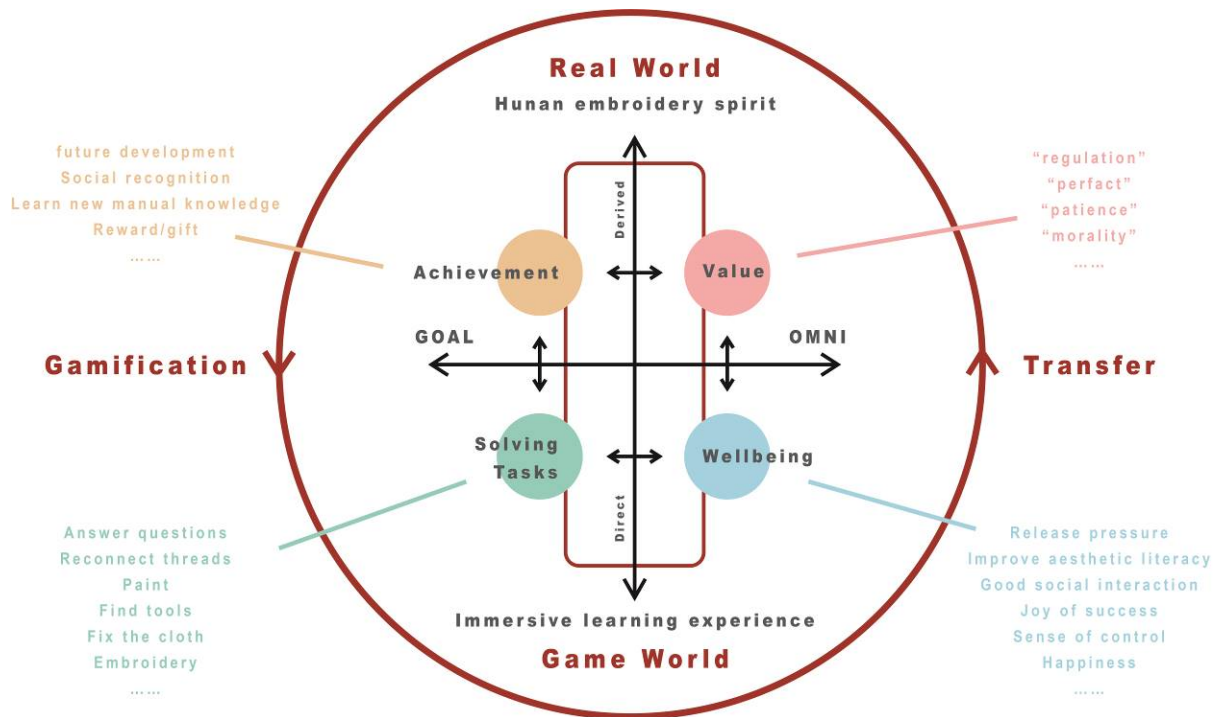 Real World
Hunan embroidery spirit
future development
Social recognition
Learn new manual knowledge
Reward/gift
……
“regulation”
“perfact”
“patience”
“morality”
……
Derived
Achievement
Value
GOAL
OMNI
Gamification
Transfer
Solving
Tasks
Wellbeing
Direct
Answer questions
Reconnect threads
Paint
Find tools
Fix the cloth
Embroidery
……
Release pressure
Improve aesthetic literacy
Good social interaction
Joy of success
Sense of control
Happiness
……
Immersive learning experience
Game World